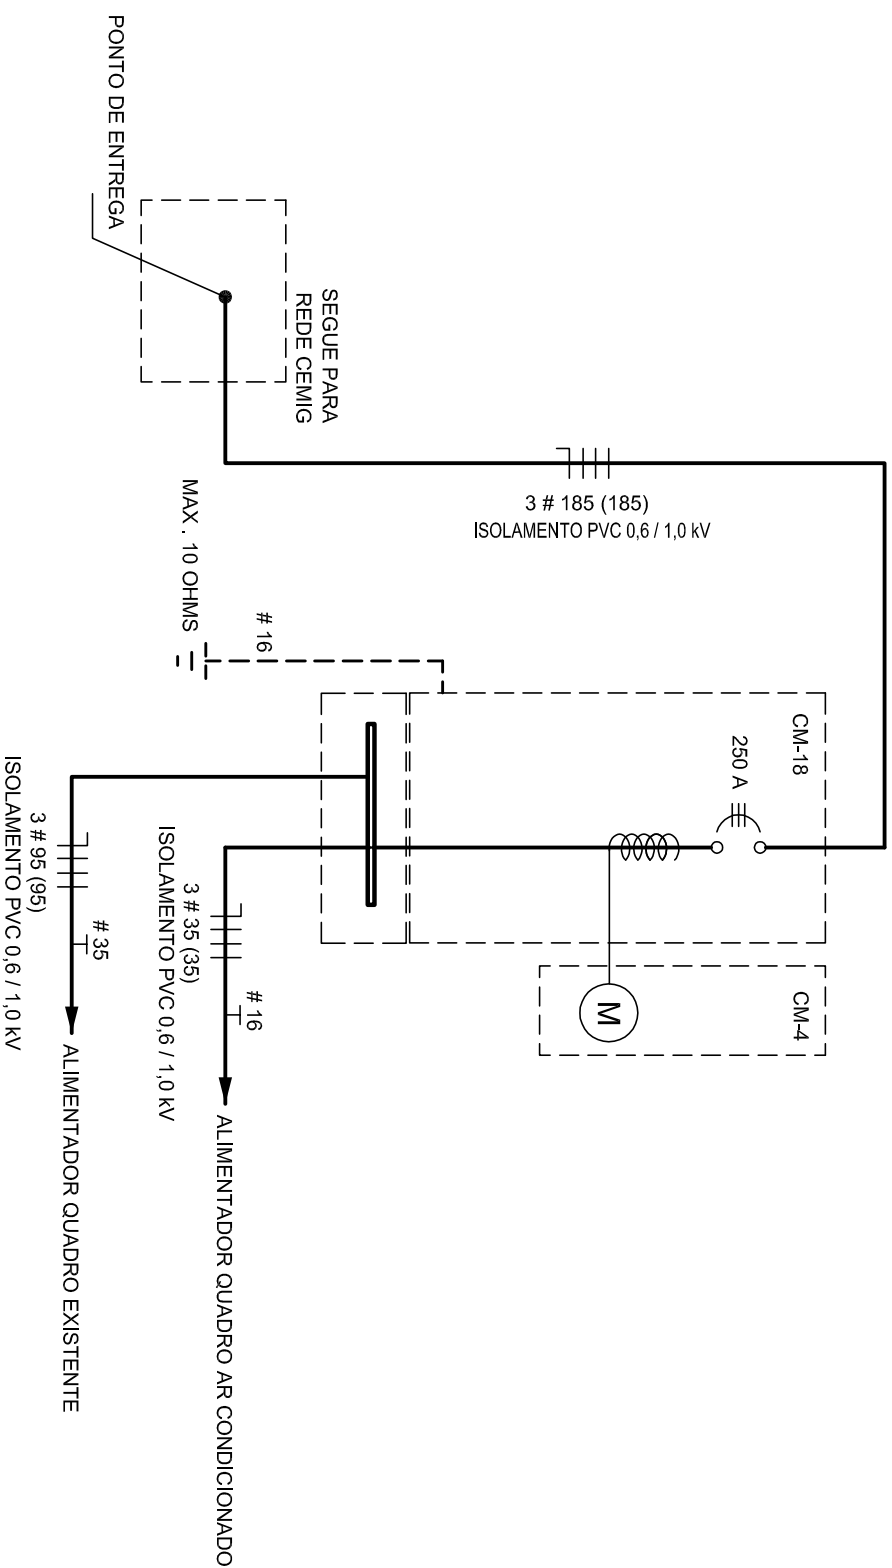 PONTO DE ENTREGA
SEGUE PARA
REDE CEMIG
3 # 185 (185)
ISOLAMENTO PVC 0,6 / 1,0 kV
MAX . 10 OHMS
# 16
CM-18
250 A
CM-4
M
3 # 35 (35)
ISOLAMENTO PVC 0,6 / 1,0 kV
# 16
ALIMENTADOR QUADRO AR CONDICIONADO
3 # 95 (95)
ISOLAMENTO PVC 0,6 / 1,0 kV
# 35
ALIMENTADOR QUADRO EXISTENTE